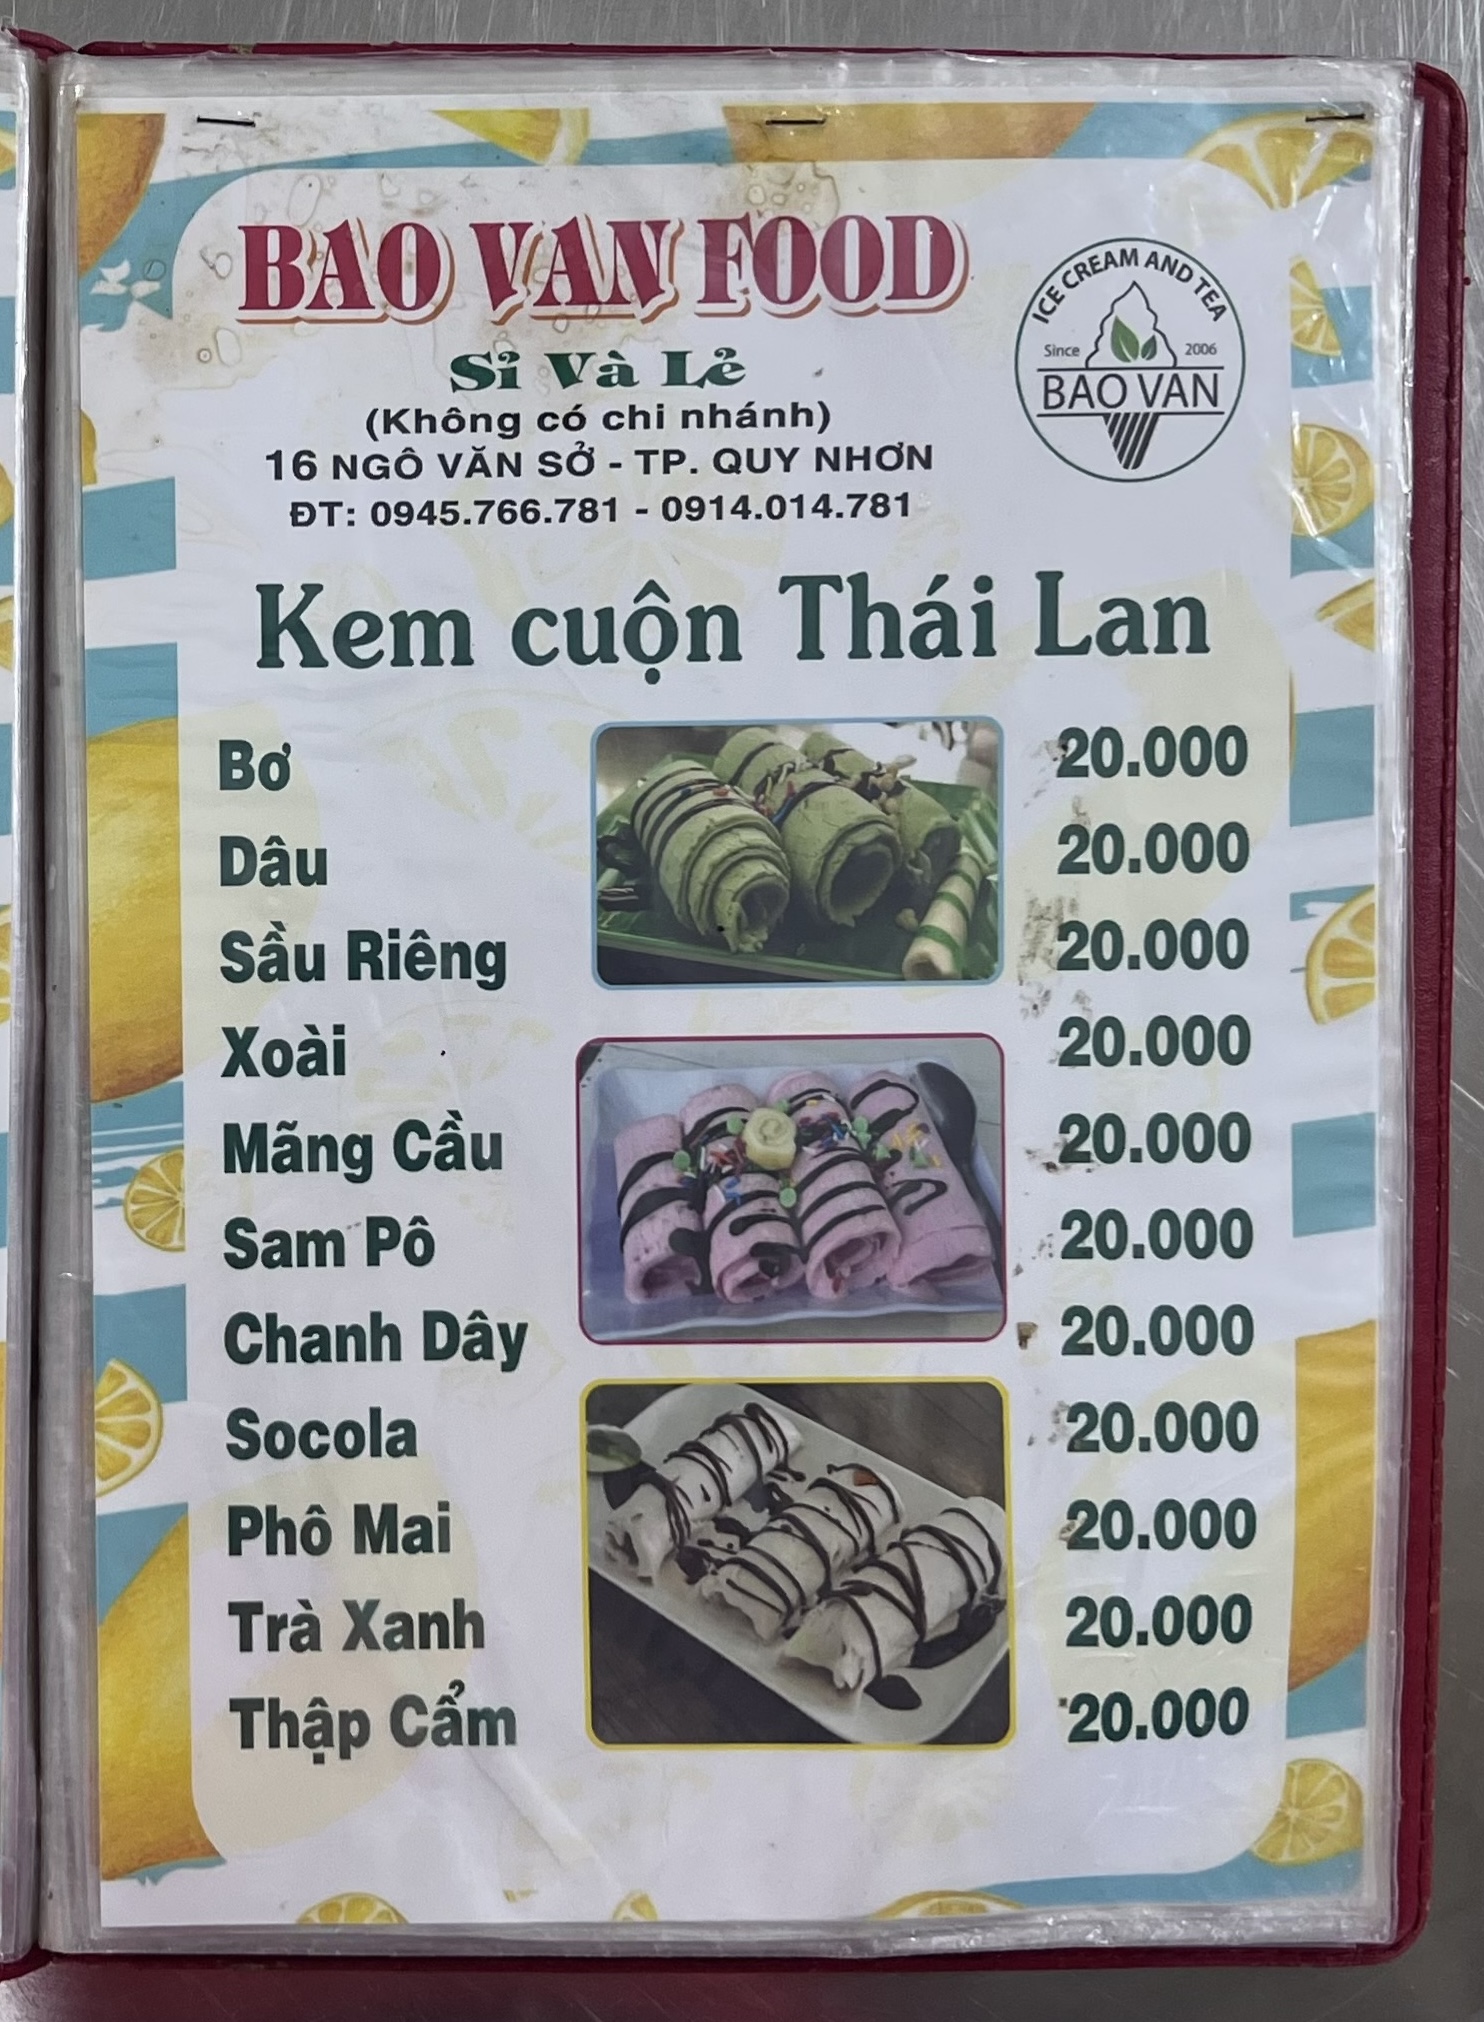 BAO VAN FOOD
Sỉ Và Lẻ
(Không có chi nhánh)
16 NGÔ VĂN SỞ - TP. QUY NHƠN
ĐT: 0945.766.781 - 0914.014.781
ICE CREAM AND TEA
Since 2006
BAO VAN
Kem cuộn Thái Lan
Bơ 20.000
Dâu 20.000
Sầu Riêng 20.000
Xoài 20.000
Mãng Cầu 20.000
Sam Pô 20.000
Chanh Dây 20.000
Socola 20.000
Phô Mai 20.000
Trà Xanh 20.000
Thập Cẩm 20.000